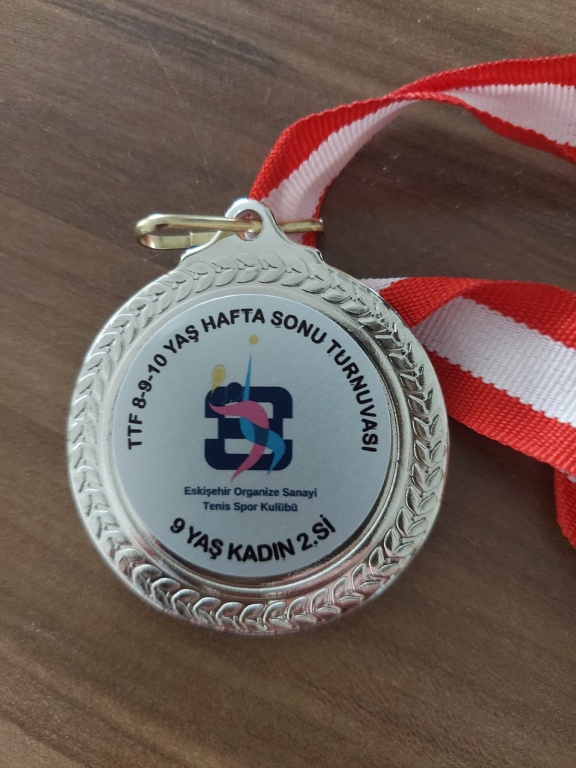 TTF 8-9-10 YAŞ HAFTA SONU TURNUVASI
Eskişehir Organize Sanayi
Tenis Spor Kulübü
9 YAŞ KADIN 2.Sİ